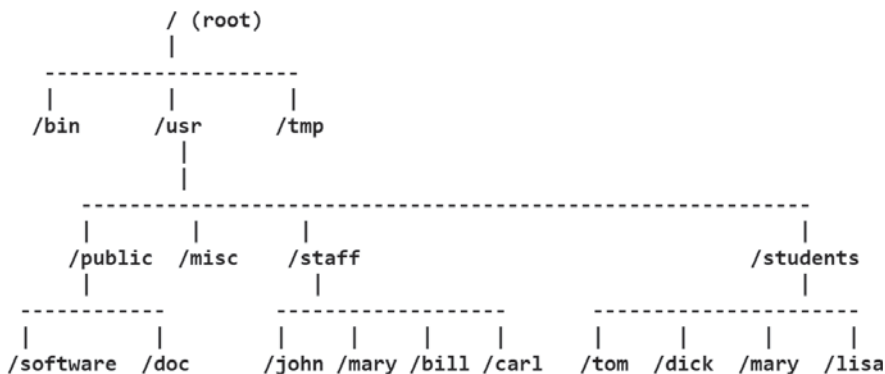 / (root)
/bin /usr /tmp
/public /misc /staff /students
/software /doc /john /mary /bill /carl /tom /dick /mary /lisa